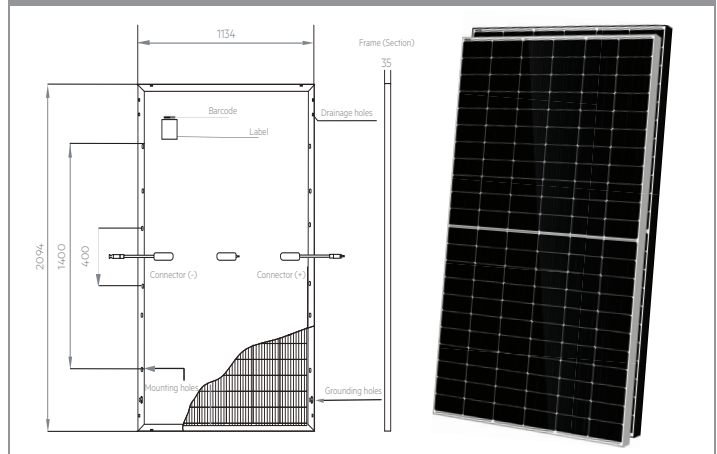 1134
Frame (Section)
35
Barcode
Drainage holes
Label
2094
1400
400
Connector (-)
Connector (+)
Mounting holes
Grounding holes